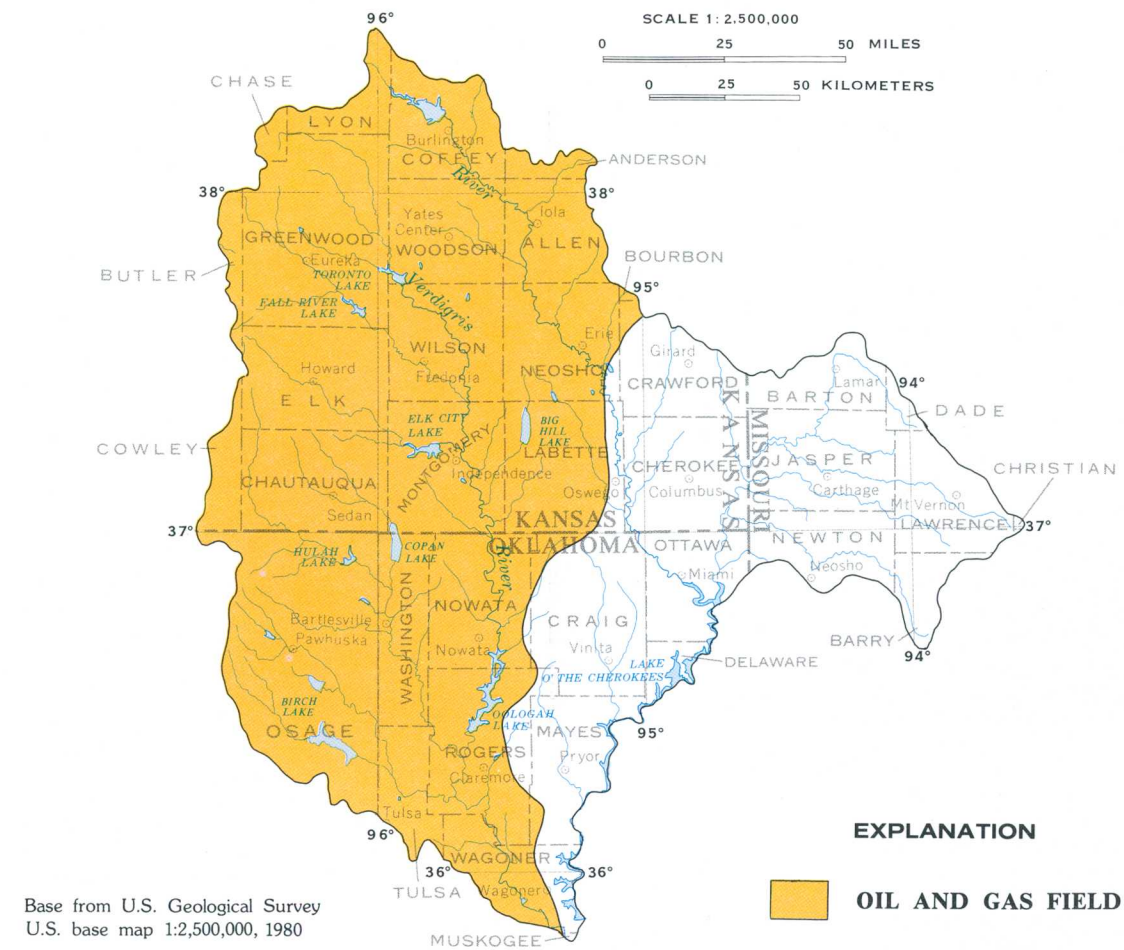 96°
SCALE 1: 2,500,000
0 25 50 MILES
0 25 50 KILOMETERS
CHASE
LYON
Burlington
COFFEY
River
ANDERSON
38°
38°
Yates
Center
Iola
GREENWOOD
WOODSON
ALLEN
Eureka
BUTLER
TORONTO
LAKE
BOURBON
95°
FALL RIVER
LAKE
Verdigris
Erie
WILSON
Girard
Howard
Fredonia
NEOSHO
CRAWFORD
Lamar
94°
ELK
BARTON
DADE
ELK CITY
LAKE
BIG
HILL
LAKE
KANSAS
MISSOURI
COWLEY
MONTGOMERY
LABETTE
CHEROKEE
JASPER
CHRISTIAN
Independence
CHAUTAUQUA
Oswego
Columbus
Carthage
Mt Vernon
Sedan
37°
KANSAS
LAWRENCE
37°
OKLAHOMA
OTTAWA
NEWTON
HULAH
LAKE
COPAN
LAKE
River
Miami
Neosho
WASHINGTON
NOWATA
Bartlesville
CRAIG
Pawhuska
Nowata
Vinita
BARRY
94°
LAKE
O' THE CHEROKEES
DELAWARE
BIRCH
LAKE
OOLOGAH
LAKE
OSAGE
MAYES
95°
ROGERS
Pryor
Claremore
Tulsa
96°
EXPLANATION
WAGONER
36°
36°
TULSA
Wagoner
OIL AND GAS FIELD
Base from U.S. Geological Survey
U.S. base map 1:2,500,000, 1980
MUSKOGEE